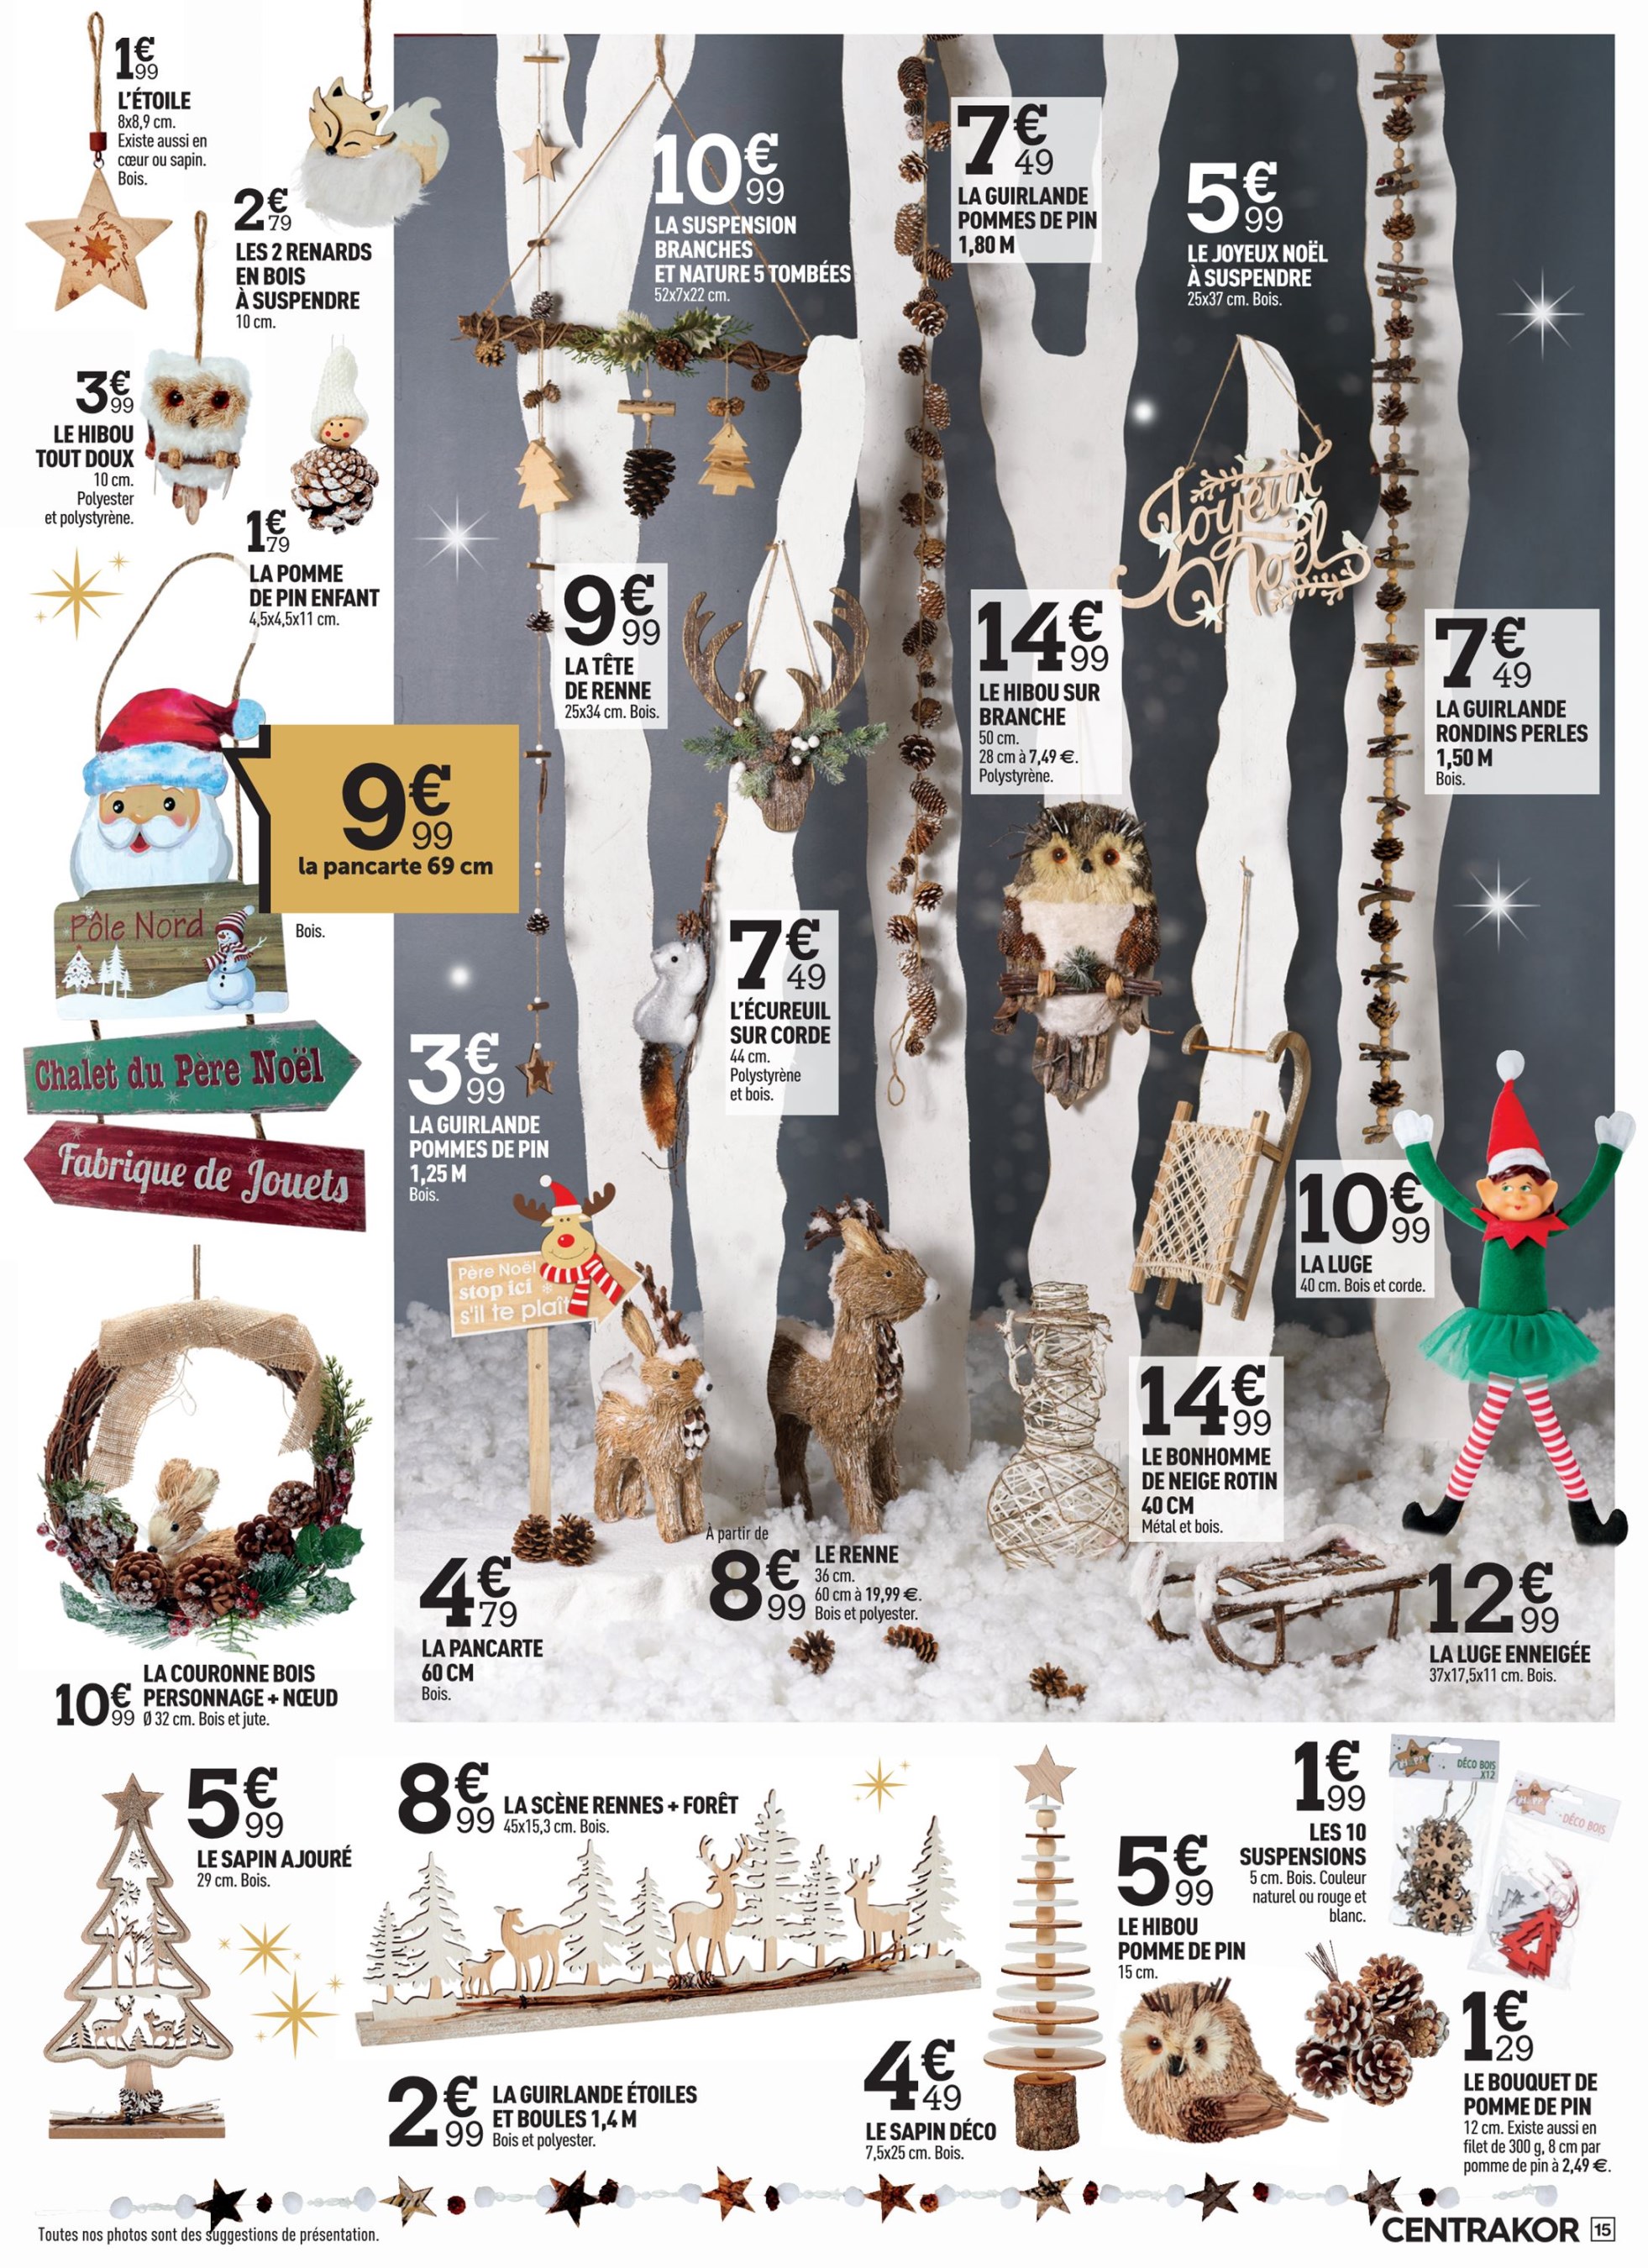 1€99
L'ÉTOILE
8x8,9 cm.
Existe aussi en
cœur ou sapin.
Bois.
2€79
LES 2 RENARDS
EN BOIS
À SUSPENDRE
10 cm.
3€99
LE HIBOU
TOUT DOUX
10 cm.
Polyester
et polystyrène.
1€79
LA POMME
DE PIN ENFANT
4,5x4,5x11 cm.
9€99
la pancarte 69 cm
Bois.
Pôle Nord
Chalet du Père Noël
Fabrique de Jouets
10€99
LA COURONNE BOIS
PERSONNAGE + NŒUD
Ø 32 cm. Bois et jute.
10€99
LA SUSPENSION
BRANCHES
ET NATURE 5 TOMBÉES
52x7x22 cm.
7€49
LA GUIRLANDE
POMMES DE PIN
1,80 M
5€99
LE JOYEUX NOËL
À SUSPENDRE
25x37 cm. Bois.
Joyeux
Noël
9€99
LA TÊTE
DE RENNE
25x34 cm. Bois.
14€99
LE HIBOU SUR
BRANCHE
50 cm.
28 cm à 7,49 €.
Polystyrène.
7€49
LA GUIRLANDE
RONDINS PERLES
1,50 M
Bois.
7€49
L'ÉCUREUIL
SUR CORDE
44 cm.
Polystyrène
et bois.
3€99
LA GUIRLANDE
POMMES DE PIN
1,25 M
Bois.
Père Noël
stop ici
s'il te plaît
10€99
LA LUGE
40 cm. Bois et corde.
14€99
LE BONHOMME
DE NEIGE ROTIN
40 CM
Métal et bois.
4€79
LA PANCARTE
60 CM
Bois.
À partir de
8€99
LE RENNE
36 cm.
60 cm à 19,99 €.
Bois et polyester.
12€99
LA LUGE ENNEIGÉE
37x17,5x11 cm. Bois.
5€99
LE SAPIN AJOURÉ
29 cm. Bois.
8€99
LA SCÈNE RENNES + FORÊT
45x15,3 cm. Bois.
1€99
LES 10
SUSPENSIONS
5 cm. Bois. Couleur
naturel ou rouge et
blanc.
DÉCO BOIS
X12
DÉCO BOIS
5€99
LE HIBOU
POMME DE PIN
15 cm.
4€49
LE SAPIN DÉCO
7,5x25 cm. Bois.
2€99
LA GUIRLANDE ÉTOILES
ET BOULES 1,4 M
Bois et polyester.
1€29
LE BOUQUET DE
POMME DE PIN
12 cm. Existe aussi en
filet de 300 g, 8 cm par
pomme de pin à 2,49 €.
Toutes nos photos sont des suggestions de présentation.
CENTRAKOR 15